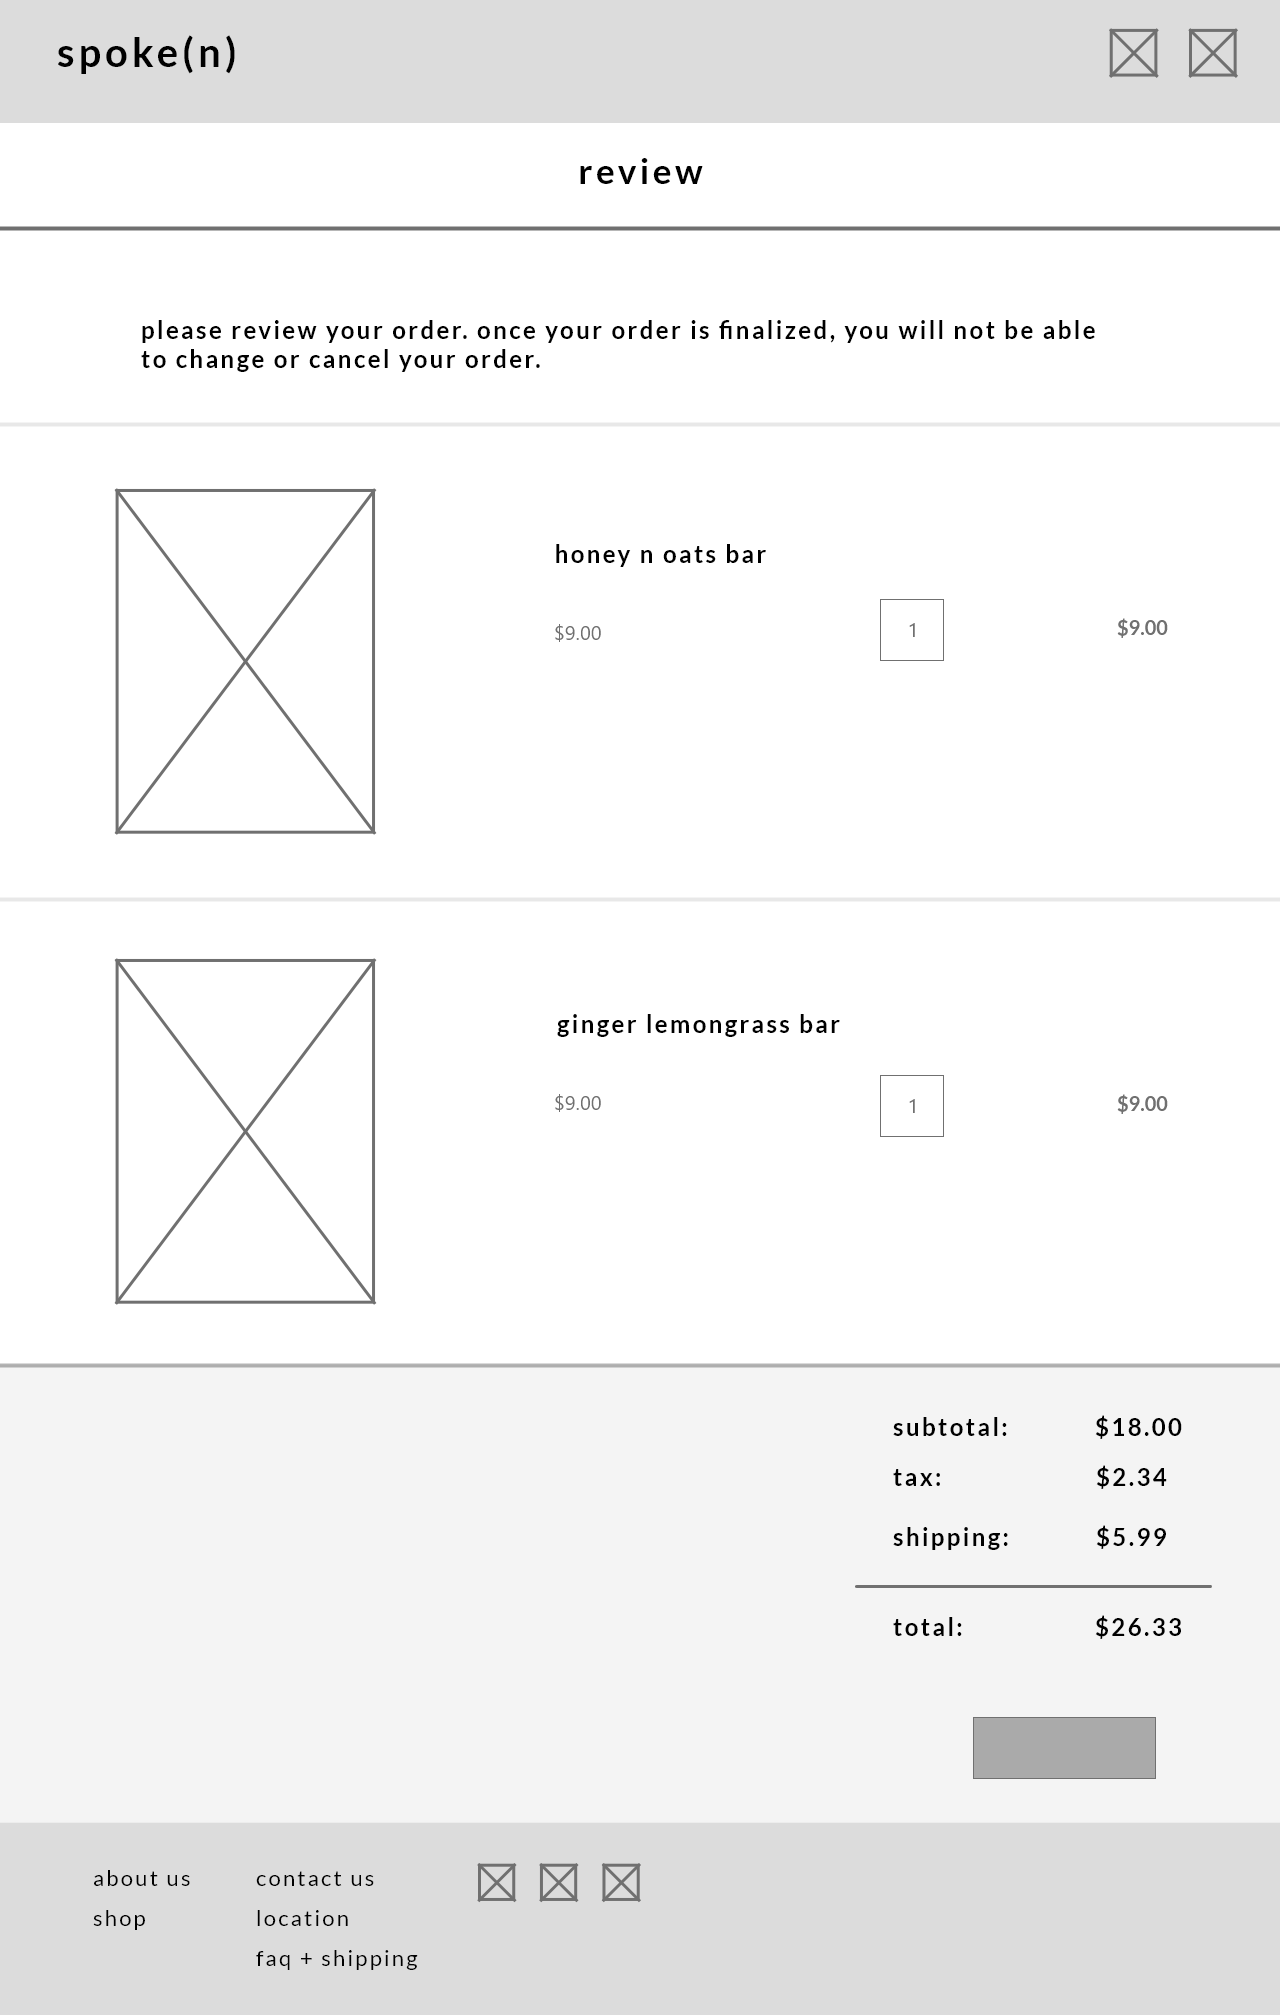 spoke(n)
review
please review your order. once your order is finalized, you will not be able
to change or cancel your order.
honey n oats bar
$9.00
1
$9.00
ginger lemongrass bar
$9.00
1
$9.00
subtotal: $18.00
tax: $2.34
shipping: $5.99
total: $26.33
about us
shop
contact us
location
faq + shipping